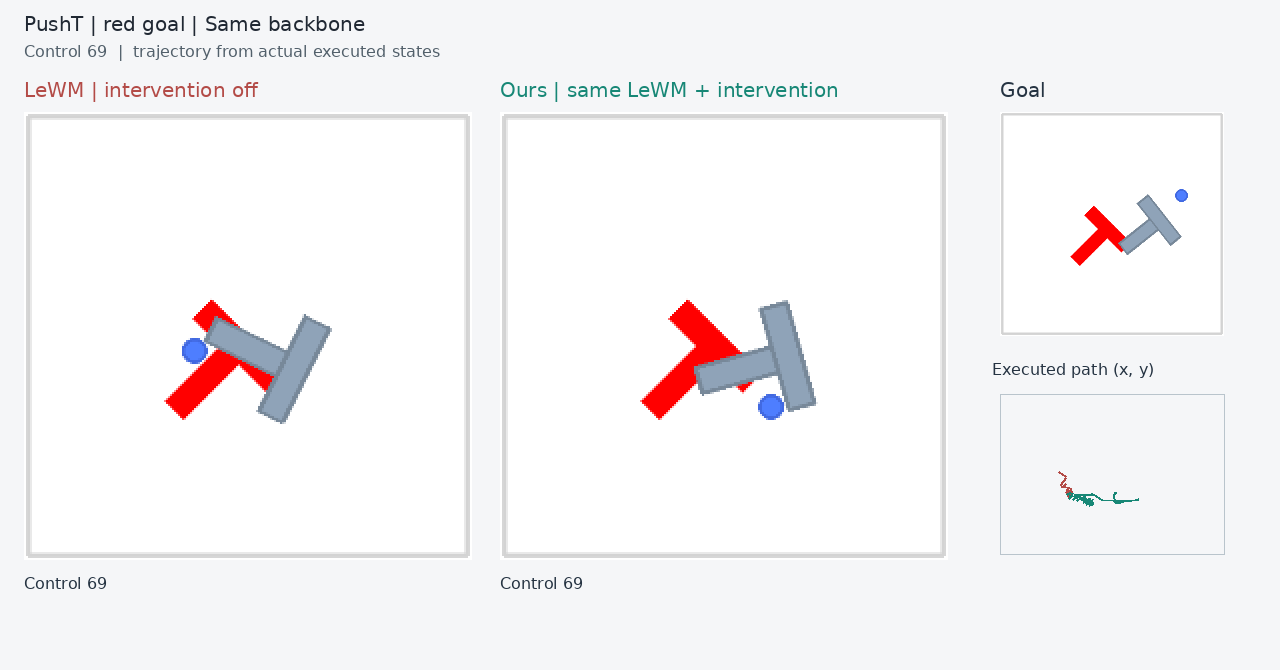 PushT | red goal | Same backbone
Control 69  |  trajectory from actual executed states
LeWM | intervention off
Ours | same LeWM + intervention
Goal
Executed path (x, y)
Control 69
Control 69